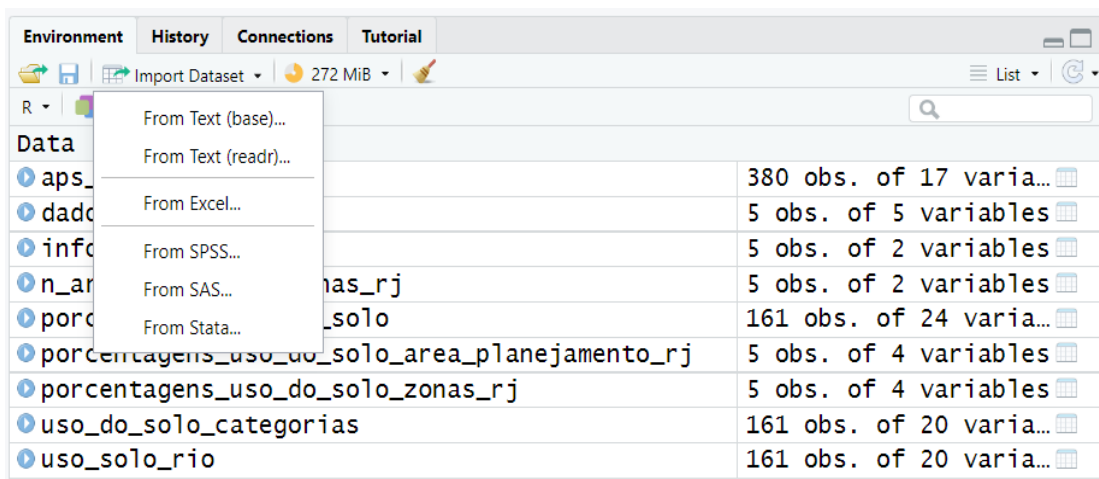 Environment History Connections Tutorial
Import Dataset 272 MiB List
R
From Text (base)...
From Text (readr)...
From Excel...
From SPSS...
From SAS...
From Stata...
Data
aps_ 380 obs. of 17 varia...
5 obs. of 5 variables
info 5 obs. of 2 variables
n_ar nas_rj 5 obs. of 2 variables
porc _solo 161 obs. of 24 varia...
porcentagens_uso_do_solo_area_planejamento_rj 5 obs. of 4 variables
porcentagens_uso_do_solo_zonas_rj 5 obs. of 4 variables
uso_do_solo_categorias 161 obs. of 20 varia...
uso_solo_rio 161 obs. of 20 varia...